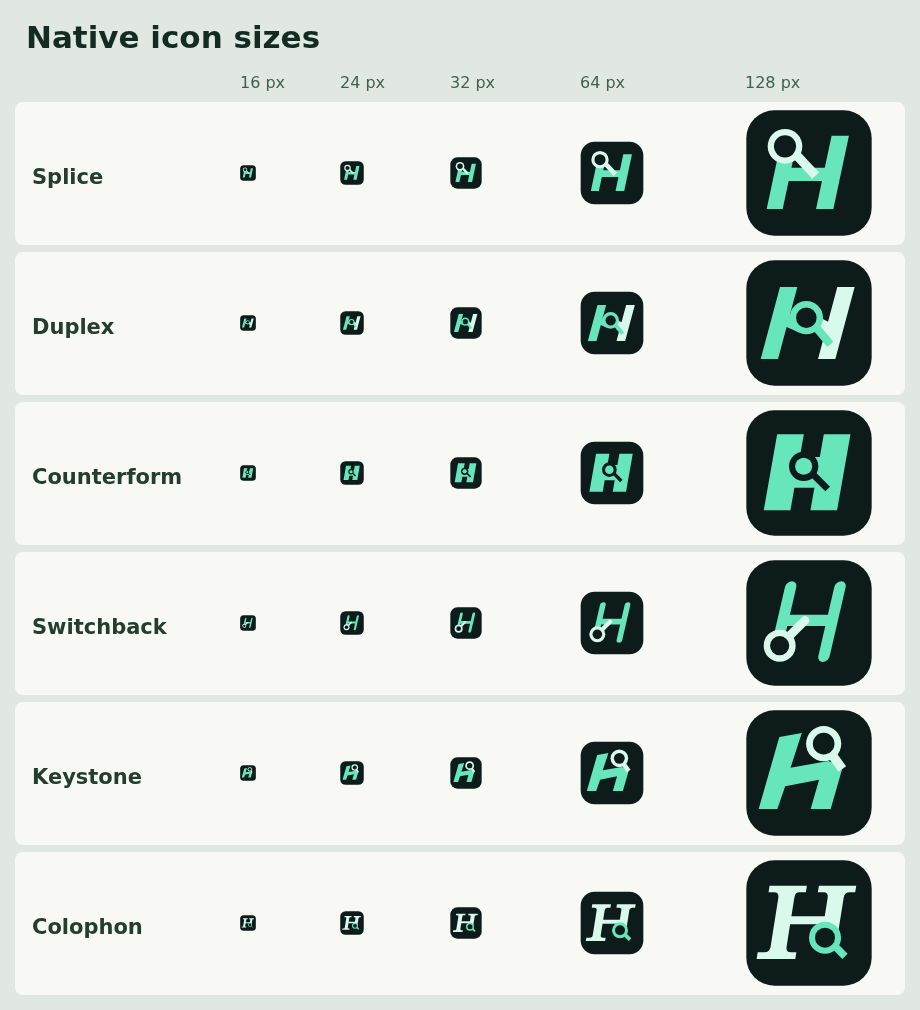 Native icon sizes
16 px 24 px 32 px 64 px 128 px
Splice
Duplex
Counterform
Switchback
Keystone
Colophon